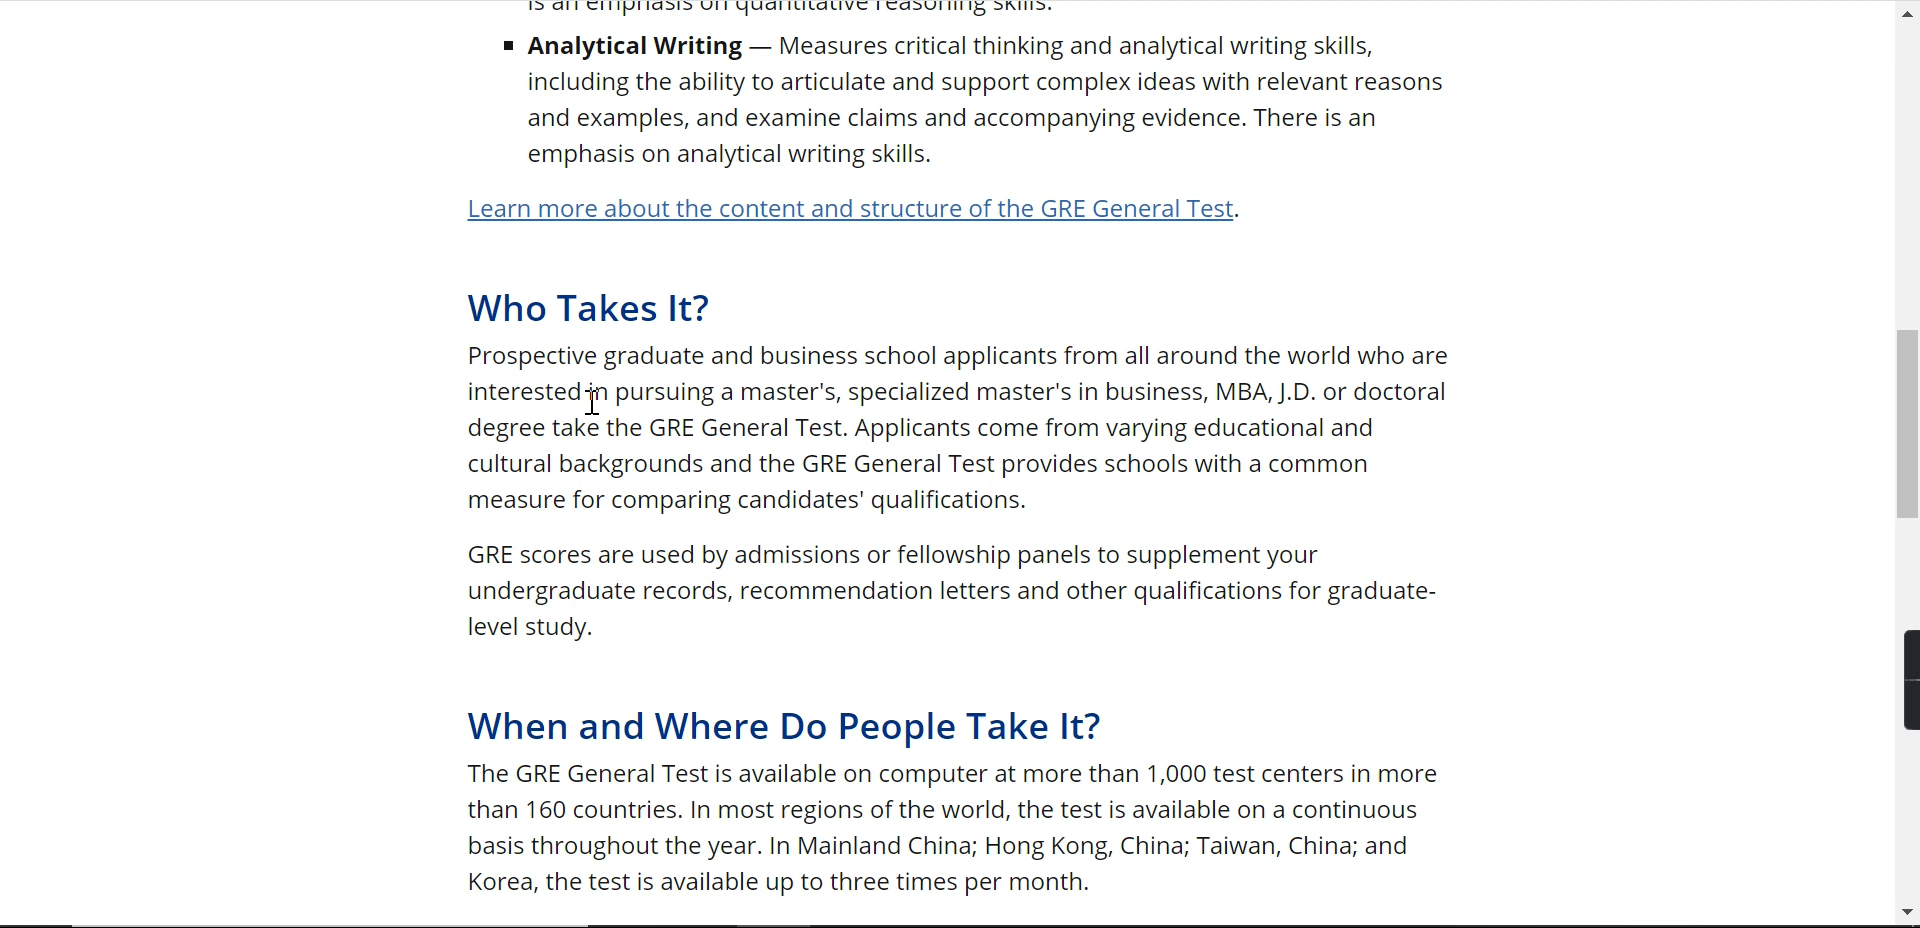 is an emphasis on quantitative reasoning skills.
Analytical Writing — Measures critical thinking and analytical writing skills,
including the ability to articulate and support complex ideas with relevant reasons
and examples, and examine claims and accompanying evidence. There is an
emphasis on analytical writing skills.
Learn more about the content and structure of the GRE General Test.
Who Takes It?
Prospective graduate and business school applicants from all around the world who are
interested in pursuing a master's, specialized master's in business, MBA, J.D. or doctoral
degree take the GRE General Test. Applicants come from varying educational and
cultural backgrounds and the GRE General Test provides schools with a common
measure for comparing candidates' qualifications.
GRE scores are used by admissions or fellowship panels to supplement your
undergraduate records, recommendation letters and other qualifications for graduate-
level study.
When and Where Do People Take It?
The GRE General Test is available on computer at more than 1,000 test centers in more
than 160 countries. In most regions of the world, the test is available on a continuous
basis throughout the year. In Mainland China; Hong Kong, China; Taiwan, China; and
Korea, the test is available up to three times per month.